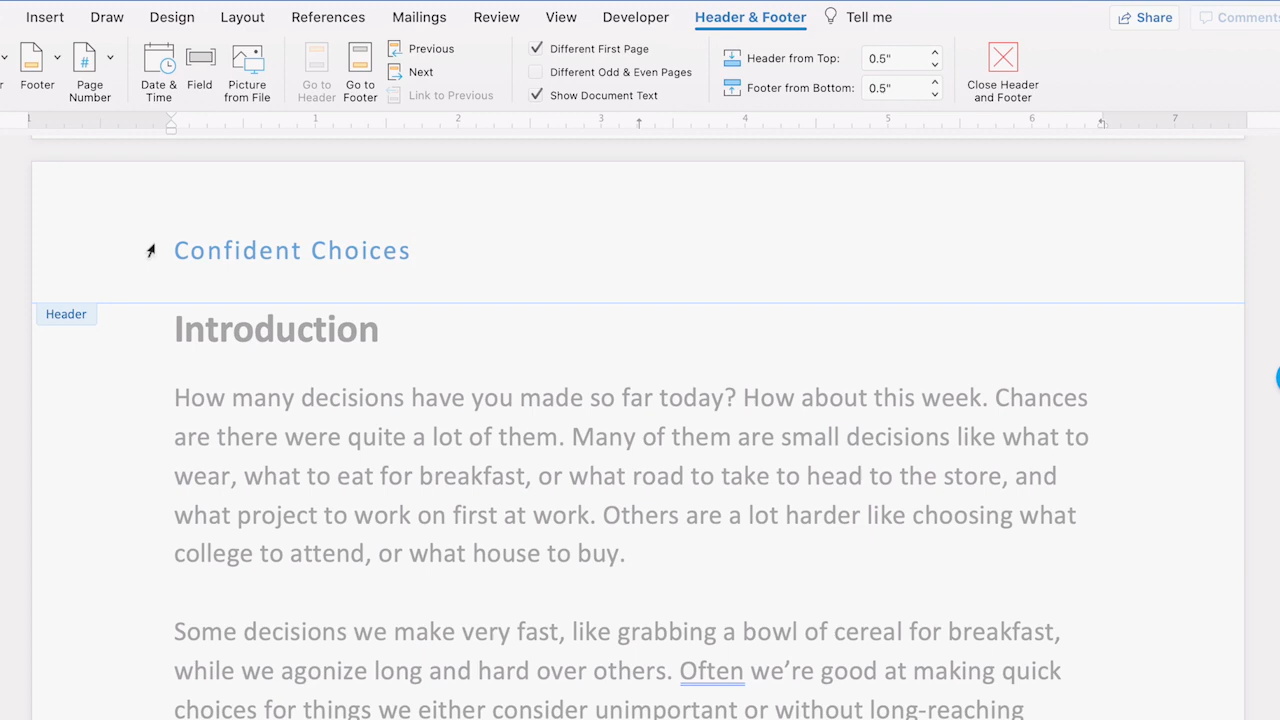 Insert Draw Design Layout References Mailings Review View Developer Header & Footer Tell me Share Comments
Footer Page Number Date & Time Field Picture from File Go to Header Go to Footer
Previous
Next
Link to Previous
Different First Page
Different Odd & Even Pages
Show Document Text
Header from Top: 0.5"
Footer from Bottom: 0.5"
Close Header and Footer
1 1 2 3 4 5 6 7
Confident Choices
Header
Introduction
How many decisions have you made so far today? How about this week. Chances
are there were quite a lot of them. Many of them are small decisions like what to
wear, what to eat for breakfast, or what road to take to head to the store, and
what project to work on first at work. Others are a lot harder like choosing what
college to attend, or what house to buy.
Some decisions we make very fast, like grabbing a bowl of cereal for breakfast,
while we agonize long and hard over others. Often we’re good at making quick
choices for things we either consider unimportant or without long-reaching